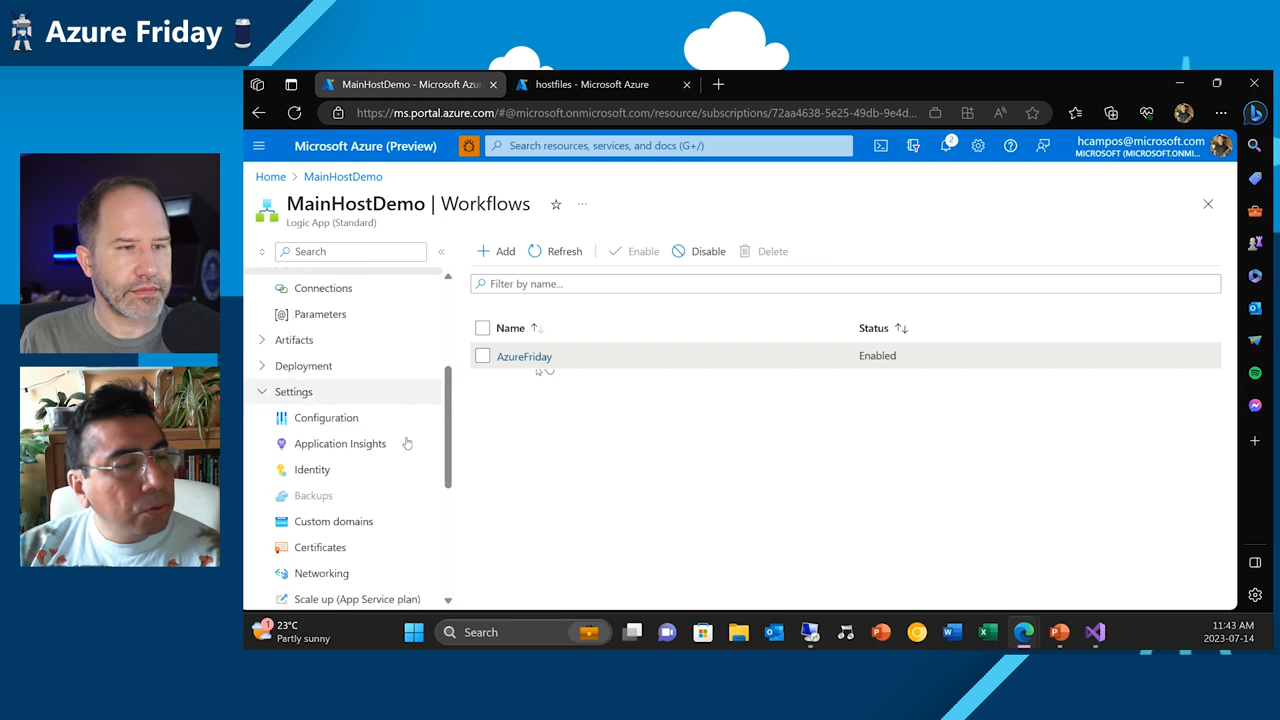 Azure Friday
MainHostDemo - Microsoft Azur
hostfiles - Microsoft Azure
https://ms.portal.azure.com/#@microsoft.onmicrosoft.com/resource/subscriptions/72aa4638-5e25-49db-9e4d...
Microsoft Azure (Preview)
Search resources, services, and docs (G+/)
2
hcampos@microsoft.com
MICROSOFT (MICROSOFT.ONMI...
Home > MainHostDemo
MainHostDemo | Workflows
Logic App (Standard)
Search
Add
Refresh
Enable
Disable
Delete
Connections
Parameters
Artifacts
Deployment
Settings
Configuration
Application Insights
Identity
Backups
Custom domains
Certificates
Networking
Scale up (App Service plan)
Filter by name...
Name
Status
AzureFriday
Enabled
1
23°C
Partly sunny
Search
11:43 AM
2023-07-14